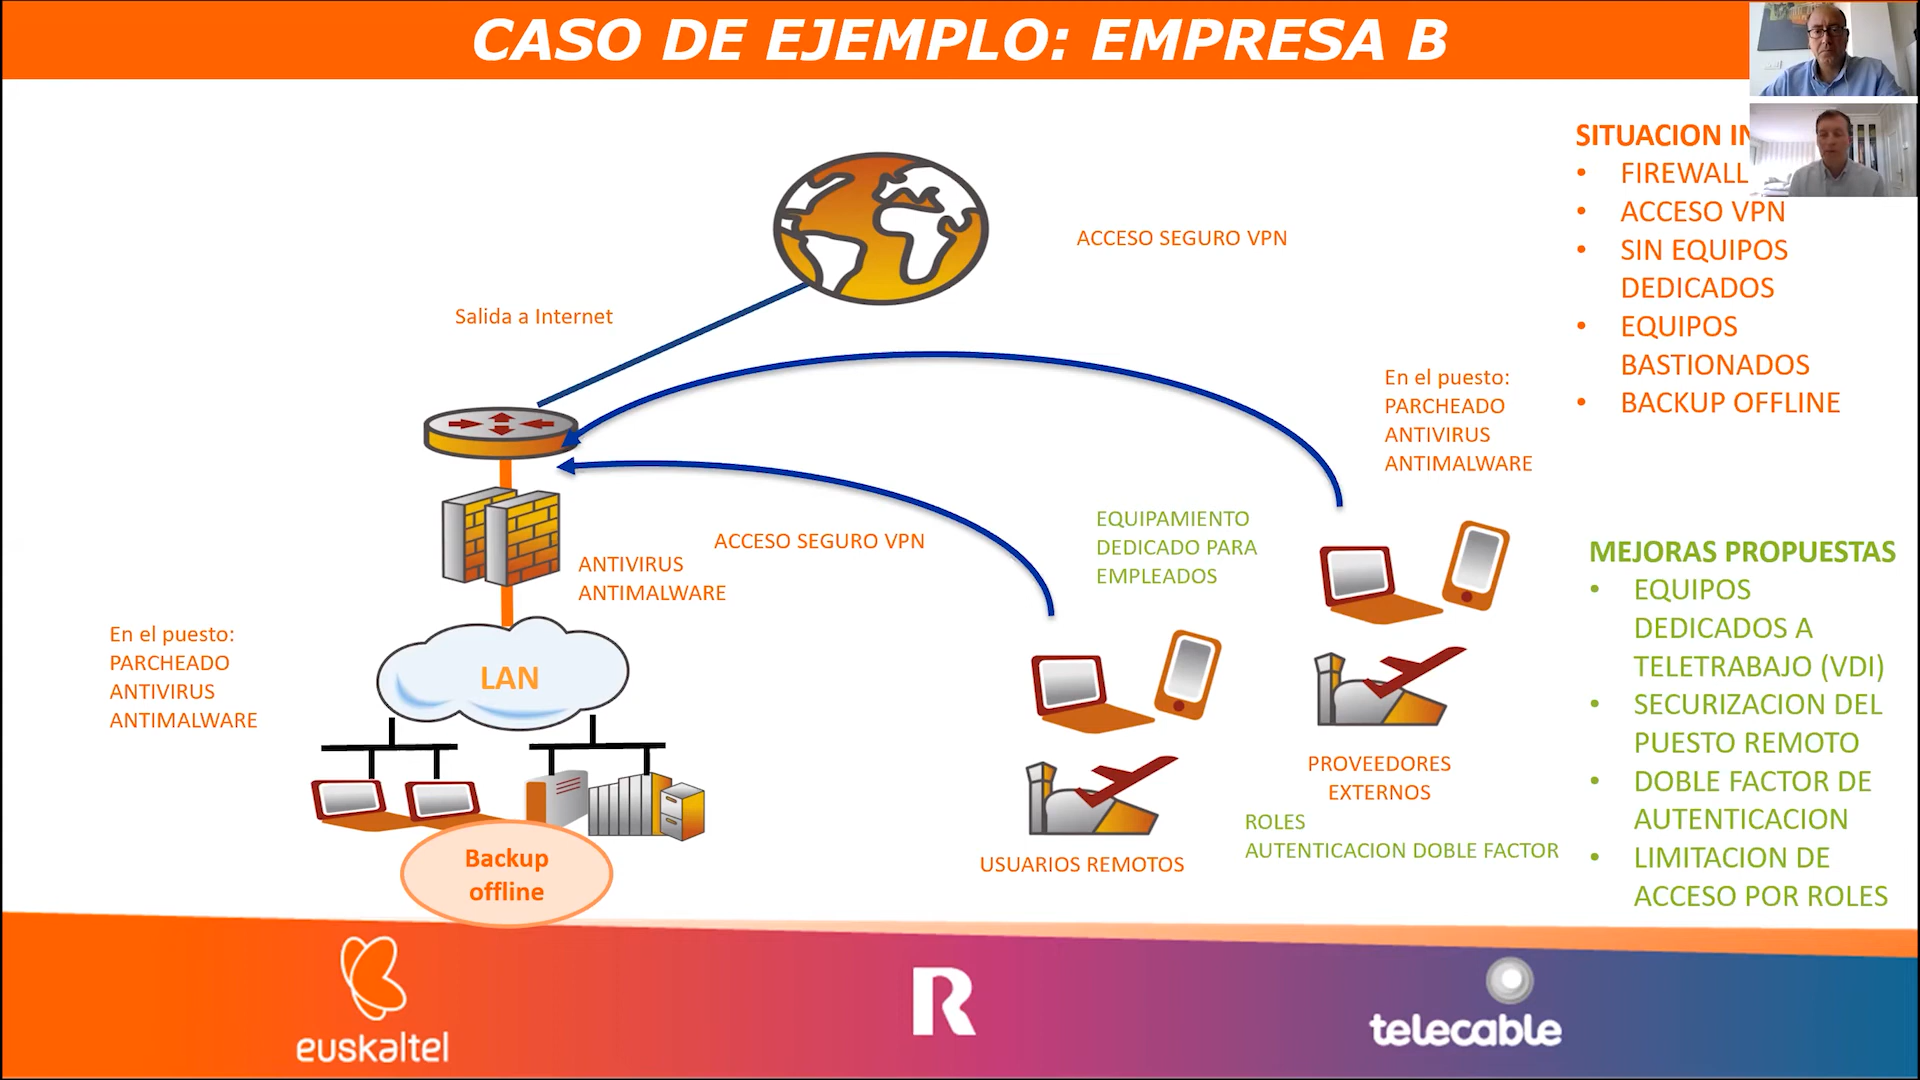 CASO DE EJEMPLO: EMPRESA B
SITUACION
FIREWALL
ACCESO VPN
SIN EQUIPOS
DEDICADOS
EQUIPOS
BASTIONADOS
BACKUP OFFLINE
ACCESO SEGURO VPN
Salida a Internet
En el puesto:
PARCHEADO
ANTIVIRUS
ANTIMALWARE
EQUIPAMIENTO
DEDICADO PARA
EMPLEADOS
ACCESO SEGURO VPN
ANTIVIRUS
ANTIMALWARE
En el puesto:
PARCHEADO
ANTIVIRUS
ANTIMALWARE
LAN
MEJORAS PROPUESTAS
EQUIPOS
DEDICADOS A
TELETRABAJO (VDI)
SECURIZACION DEL
PUESTO REMOTO
DOBLE FACTOR DE
AUTENTICACION
LIMITACION DE
ACCESO POR ROLES
PROVEEDORES
EXTERNOS
ROLES
AUTENTICACION DOBLE FACTOR
USUARIOS REMOTOS
Backup
offline
euskaltel
R
telecable